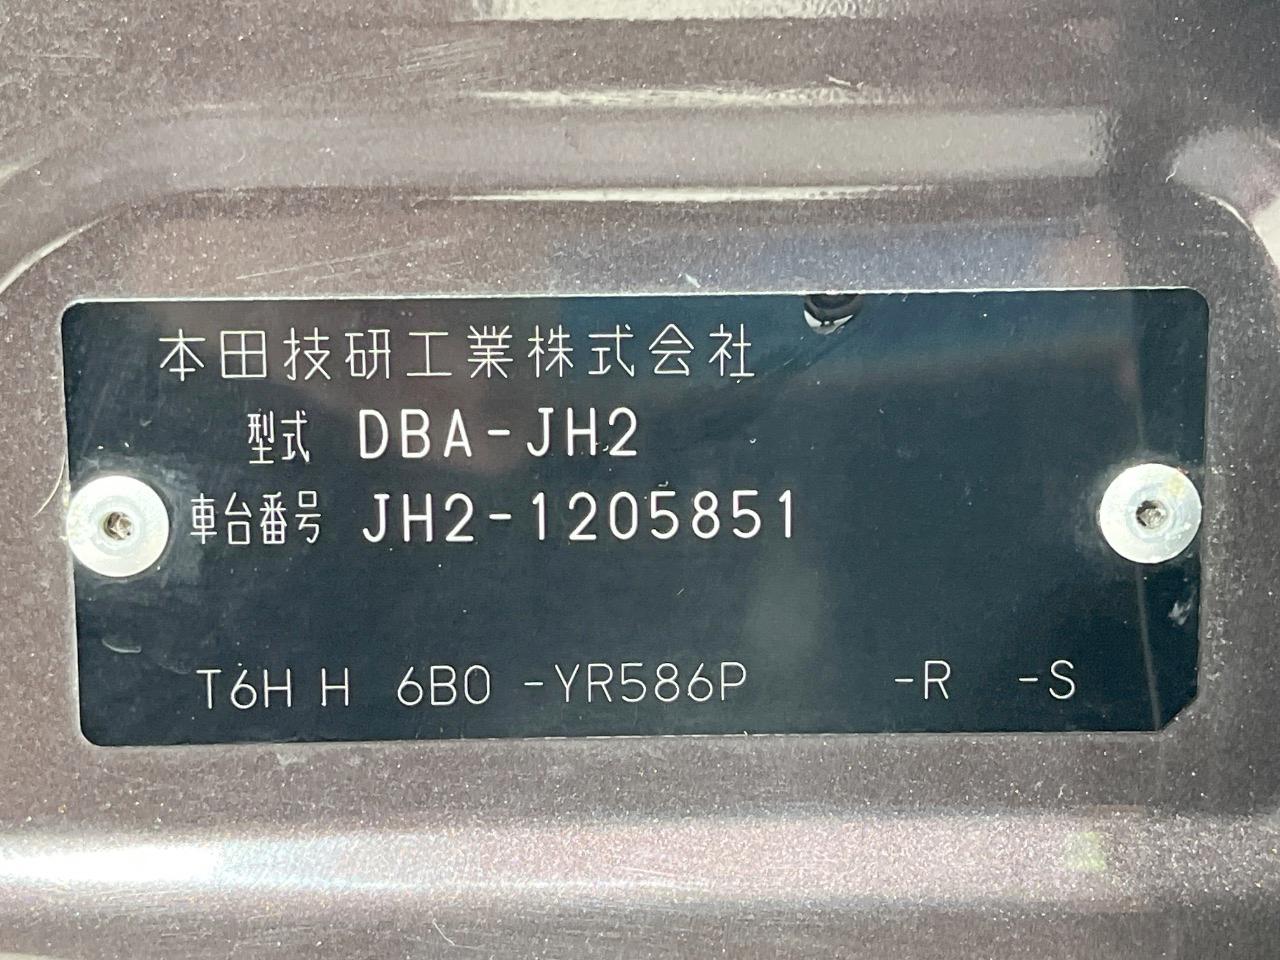 本田技研工業株式会社
型式 DBA-JH2
車台番号 JH2-1205851
T6H H 6B0 -YR586P -R -S